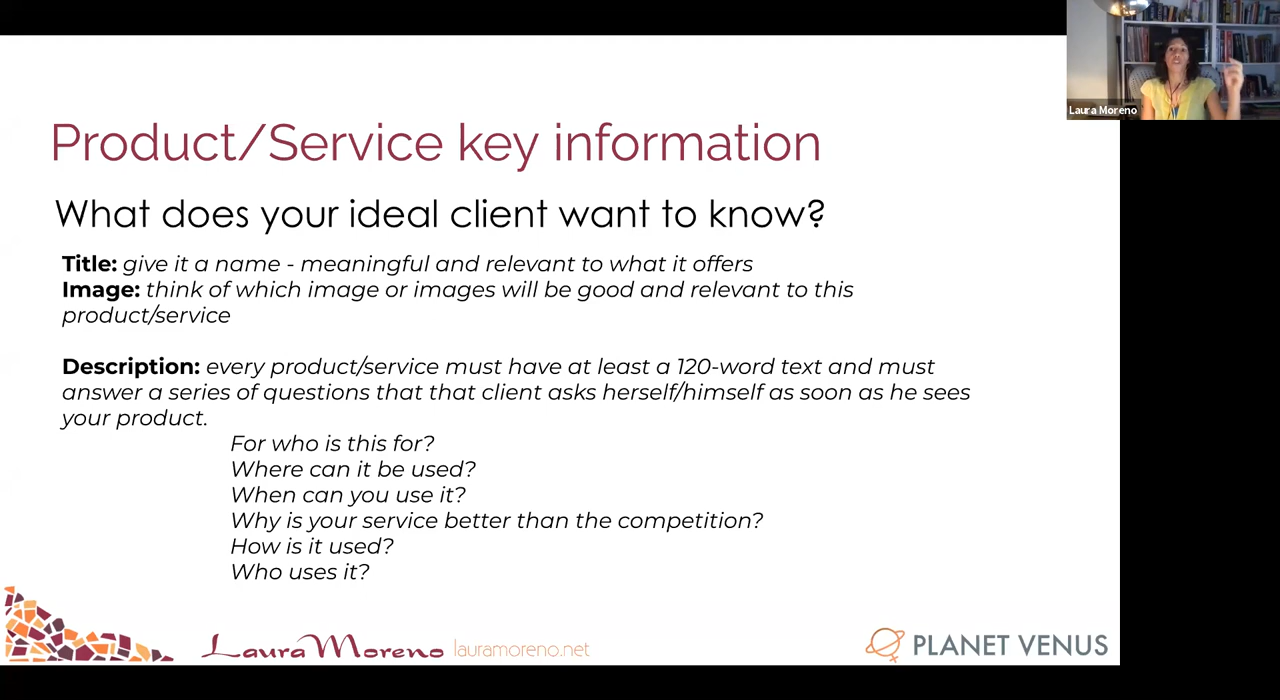 Laura Moreno
Product/Service key information
What does your ideal client want to know?
Title: give it a name - meaningful and relevant to what it offers
Image: think of which image or images will be good and relevant to this
product/service
Description: every product/service must have at least a 120-word text and must
answer a series of questions that that client asks herself/himself as soon as he sees
your product.
For who is this for?
Where can it be used?
When can you use it?
Why is your service better than the competition?
How is it used?
Who uses it?
Laura Moreno lauramoreno.net
PLANET VENUS